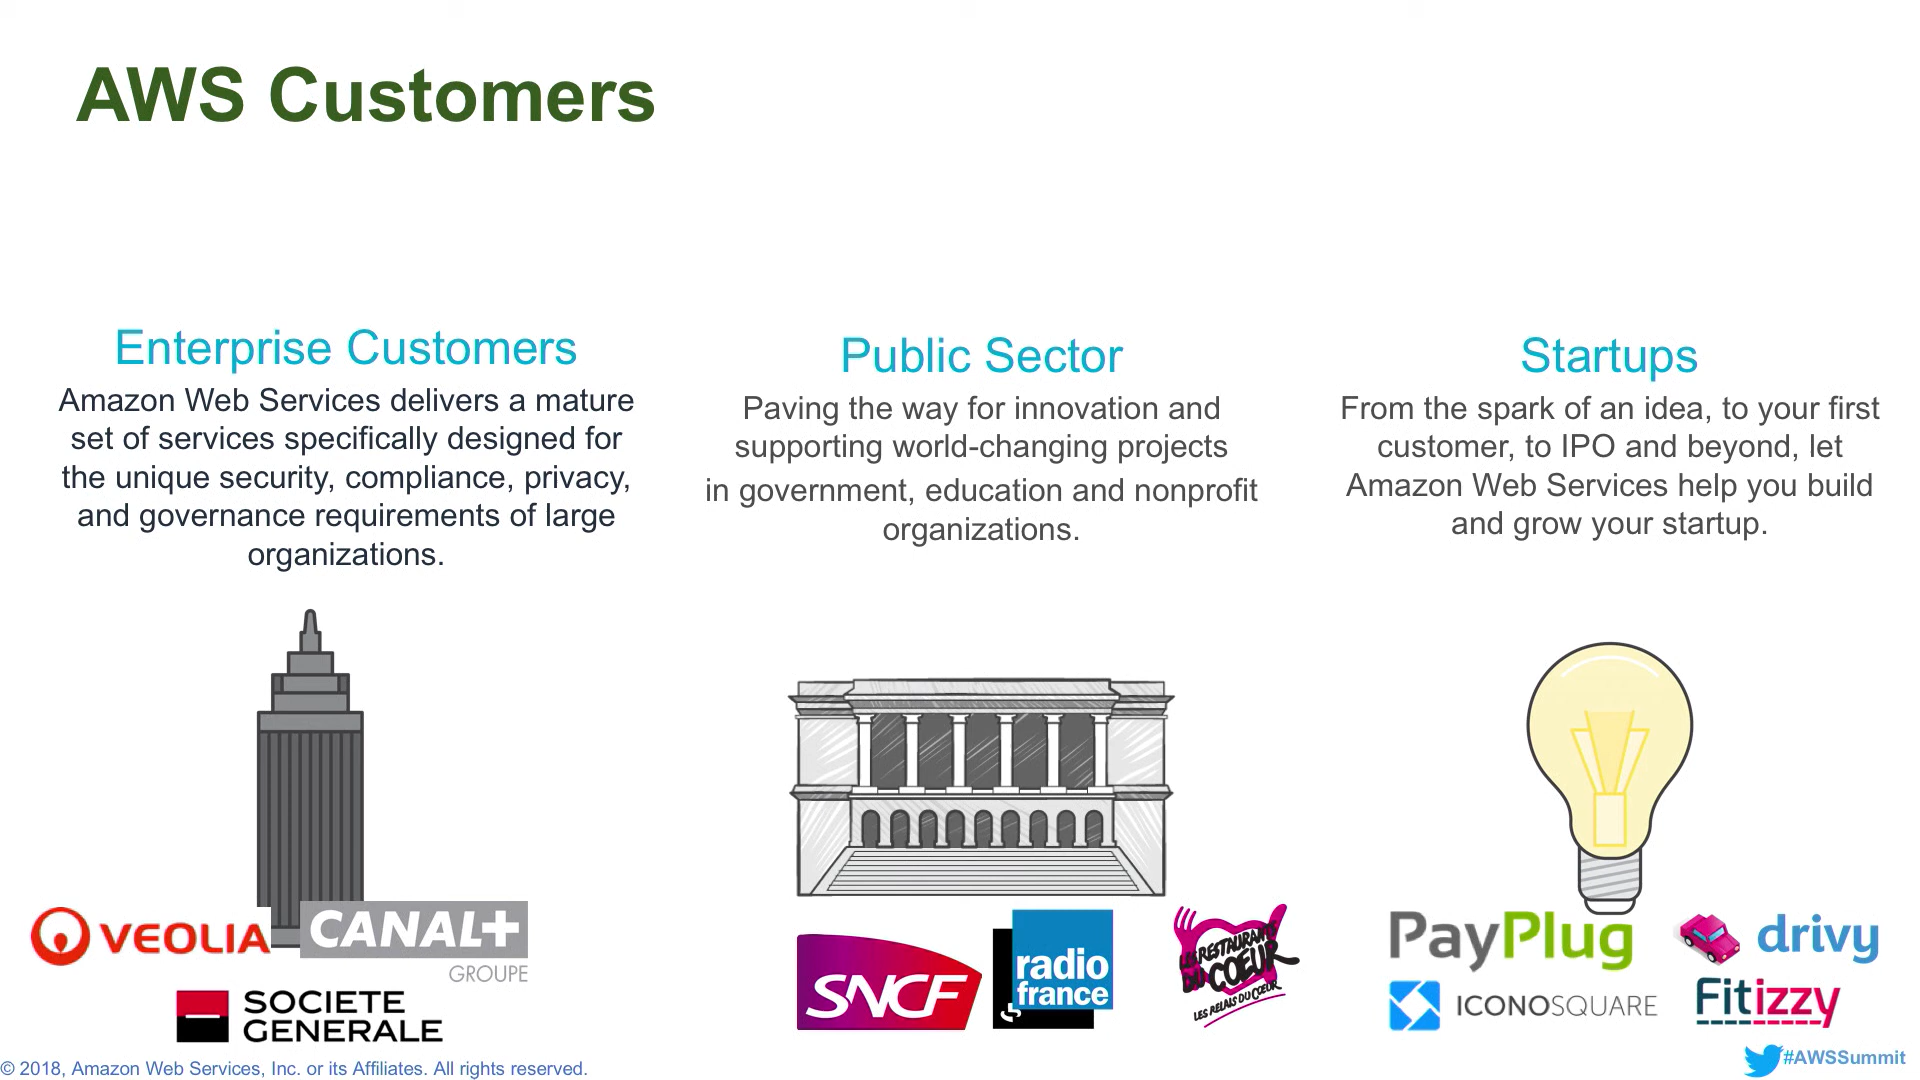 AWS Customers
Enterprise Customers
Amazon Web Services delivers a mature
set of services specifically designed for
the unique security, compliance, privacy,
and governance requirements of large
organizations.
Public Sector
Paving the way for innovation and
supporting world-changing projects
in government, education and nonprofit
organizations.
Startups
From the spark of an idea, to your first
customer, to IPO and beyond, let
Amazon Web Services help you build
and grow your startup.
VEOLIA
CANAL+
GROUPE
SOCIETE
GENERALE
SNCF
radio
france
LES RESTAURANTS
DU CŒUR
LES RELAIS DU CŒUR
PayPlug
drivy
ICONOSQUARE
Fitizzy
© 2018, Amazon Web Services, Inc. or its Affiliates. All rights reserved.
#AWSSummit